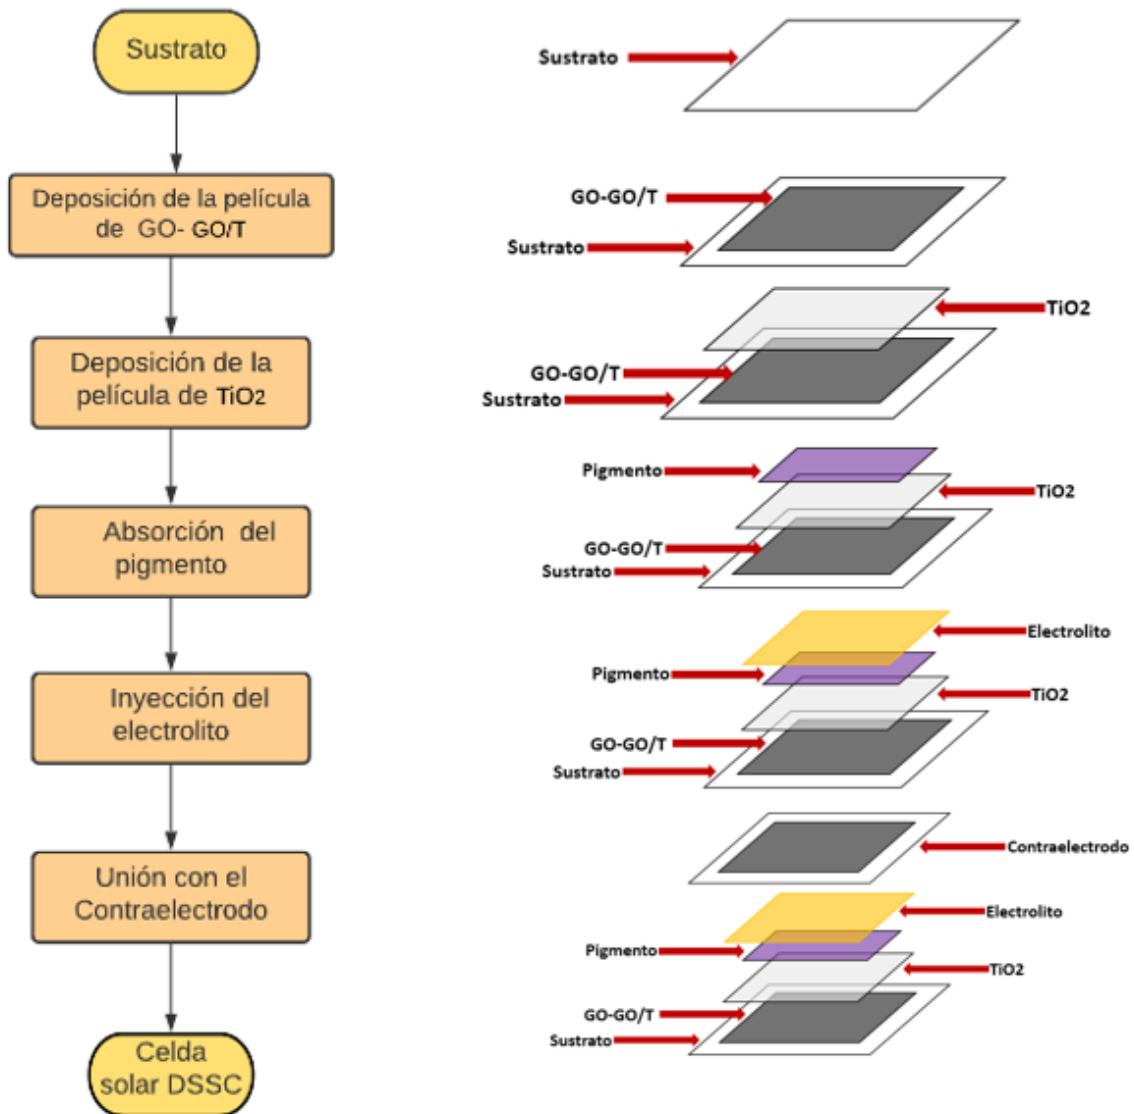 Sustrato
Deposición de la película
de GO- GO/T
Deposición de la
película de TiO2
Absorción del
pigmento
Inyección del
electrolito
Unión con el
Contraelectrodo
Celda
solar DSSC
Sustrato
GO-GO/T
Sustrato
TiO2
GO-GO/T
Sustrato
Pigmento
TiO2
GO-GO/T
Sustrato
Electrolito
Pigmento
TiO2
GO-GO/T
Sustrato
Contraelectrodo
Electrolito
Pigmento
TiO2
GO-GO/T
Sustrato